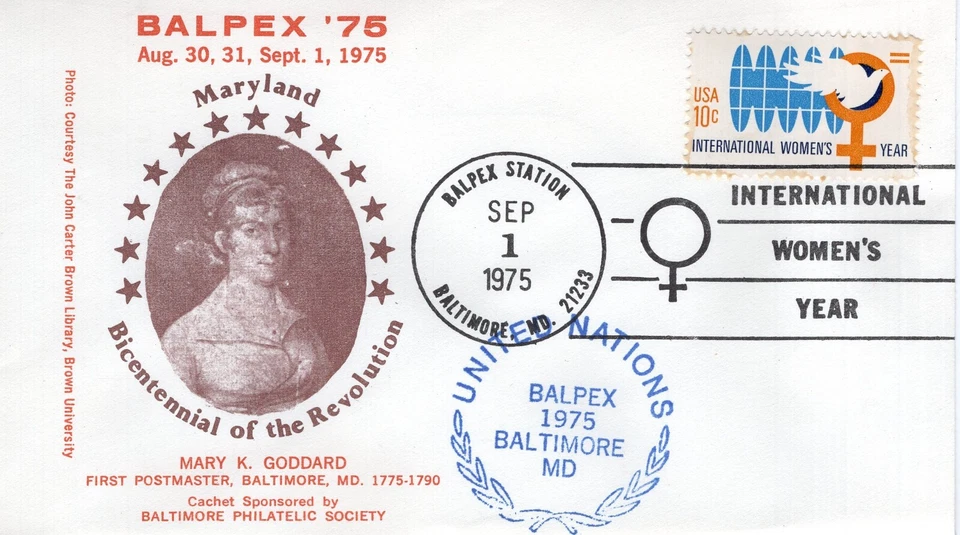 BALPEX '75
Aug. 30, 31, Sept. 1, 1975
Photo: Courtesy The John Carter Brown Library, Brown University
Maryland
Bicentennial of the Revolution
MARY K. GODDARD
FIRST POSTMASTER, BALTIMORE, MD. 1775-1790
Cachet Sponsored by
BALTIMORE PHILATELIC SOCIETY
USA
10c
INTERNATIONAL WOMEN'S YEAR
BALPEX STATION
SEP
1
1975
BALTIMORE, MD. 21233
INTERNATIONAL
WOMEN'S
YEAR
UNITED NATIONS
BALPEX
1975
BALTIMORE
MD